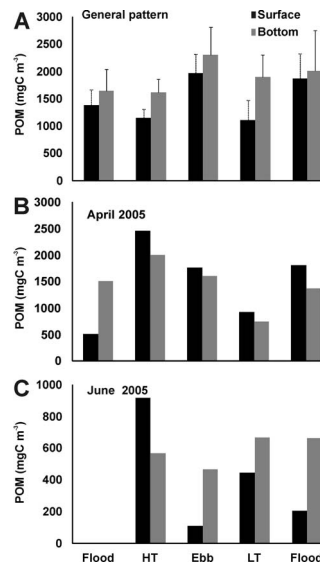 A
General pattern
Surface
Bottom
POM (mgC m⁻³)
3000
2500
2000
1500
1000
500
0
B
April 2005
POM (mgC m⁻³)
3000
2500
2000
1500
1000
500
0
C
June 2005
POM (mgC m⁻³)
1000
800
600
400
200
0
Flood HT Ebb LT Flood